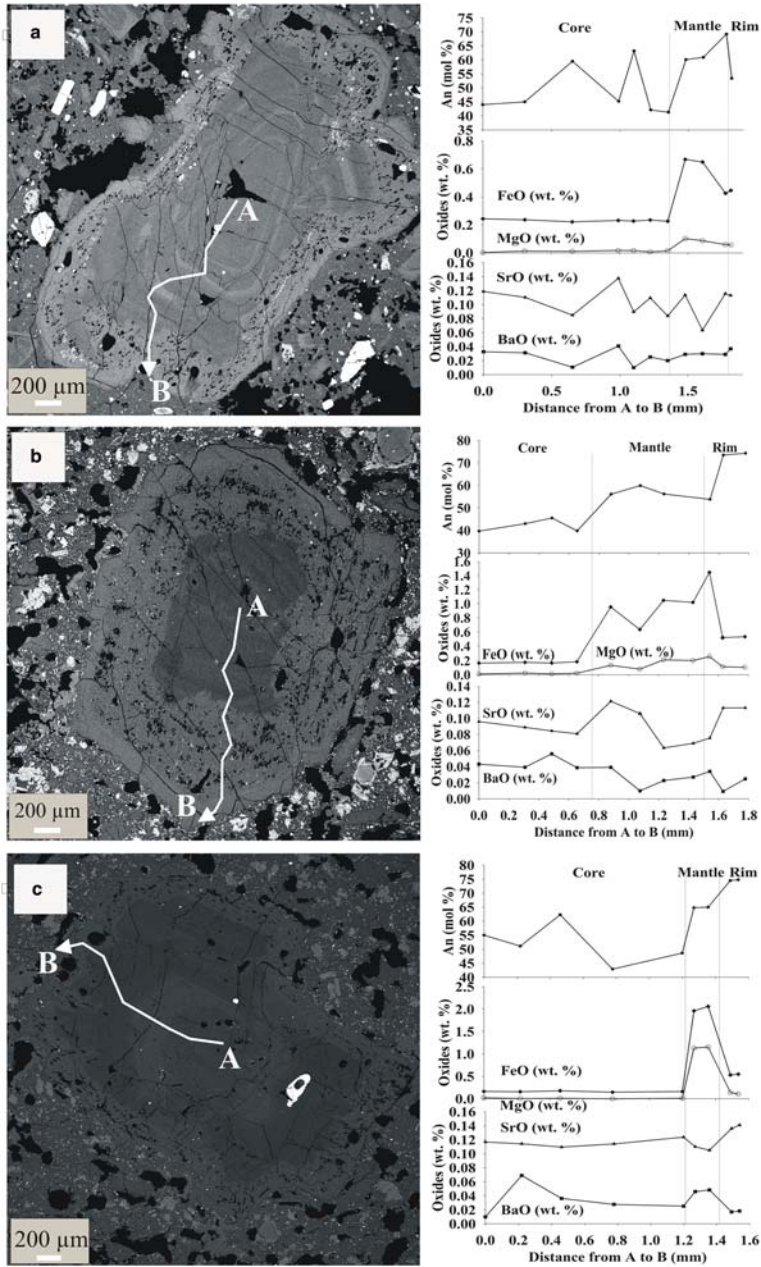 a
A
B
200 µm
Core Mantle Rim
An (mol %)
75
70
65
60
55
50
45
40
35
Oxides (wt. %)
0.8
0.6
0.4
0.2
0.0
FeO (wt. %)
MgO (wt. %)
Oxides (wt. %)
0.16
0.14
0.12
0.10
0.08
0.06
0.04
0.02
0.00
SrO (wt. %)
BaO (wt. %)
0.0 0.5 1.0 1.5
Distance from A to B (mm)
b
A
B
200 µm
Core Mantle Rim
An (mol %)
80
70
60
50
40
30
Oxides (wt. %)
1.6
1.4
1.2
1.0
0.8
0.6
0.4
0.2
0.0
FeO (wt. %)
MgO (wt. %)
Oxides (wt. %)
0.14
0.12
0.10
0.08
0.06
0.04
0.02
0.00
SrO (wt. %)
BaO (wt. %)
0.0 0.2 0.4 0.6 0.8 1.0 1.2 1.4 1.6 1.8
Distance from A to B (mm)
c
B
A
200 µm
Core Mantle Rim
An (mol %)
75
70
65
60
55
50
45
40
Oxides (wt. %)
2.5
2.0
1.5
1.0
0.5
0.0
FeO (wt. %)
MgO (wt. %)
Oxides (wt. %)
0.16
0.14
0.12
0.10
0.08
0.06
0.04
0.02
0.00
SrO (wt. %)
BaO (wt. %)
0.0 0.2 0.4 0.6 0.8 1.0 1.2 1.4 1.6
Distance from A to B (mm)